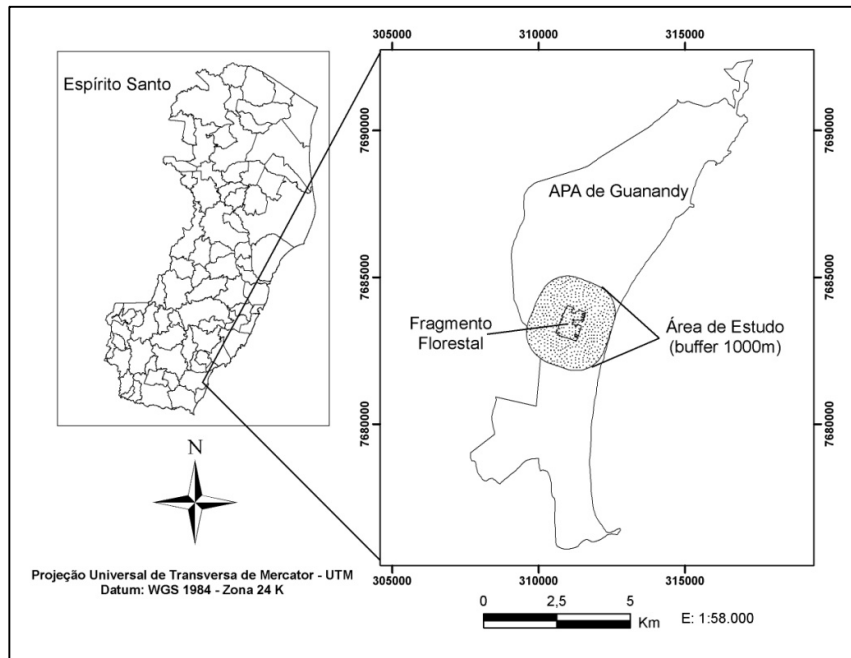 Espírito Santo
305000
310000
315000
7690000
7690000
APA de Guanandy
7685000
7685000
Fragmento
Florestal
Área de Estudo
(buffer 1000m)
7680000
7680000
N
Projeção Universal de Transversa de Mercator - UTM
Datum: WGS 1984 - Zona 24 K
305000
310000
315000
0
2,5
5
Km
E: 1:58.000